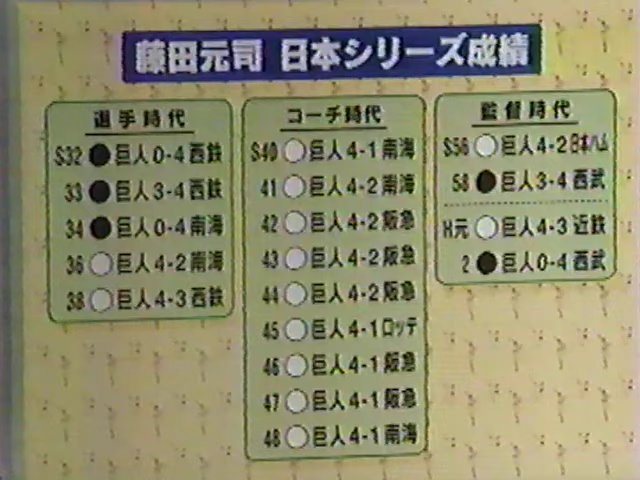 藤田元司 日本シリーズ成績
選手時代
S32●巨人0-4西鉄
33●巨人3-4西鉄
34●巨人0-4南海
36○巨人4-2南海
38○巨人4-3西鉄
コーチ時代
S40○巨人4-1南海
41○巨人4-2南海
42○巨人4-2阪急
43○巨人4-2阪急
44○巨人4-2阪急
45○巨人4-1ロッテ
46○巨人4-1阪急
47○巨人4-1阪急
48○巨人4-1南海
監督時代
S56○巨人4-2日本ハム
58●巨人3-4西武
H元○巨人4-3近鉄
2●巨人0-4西武